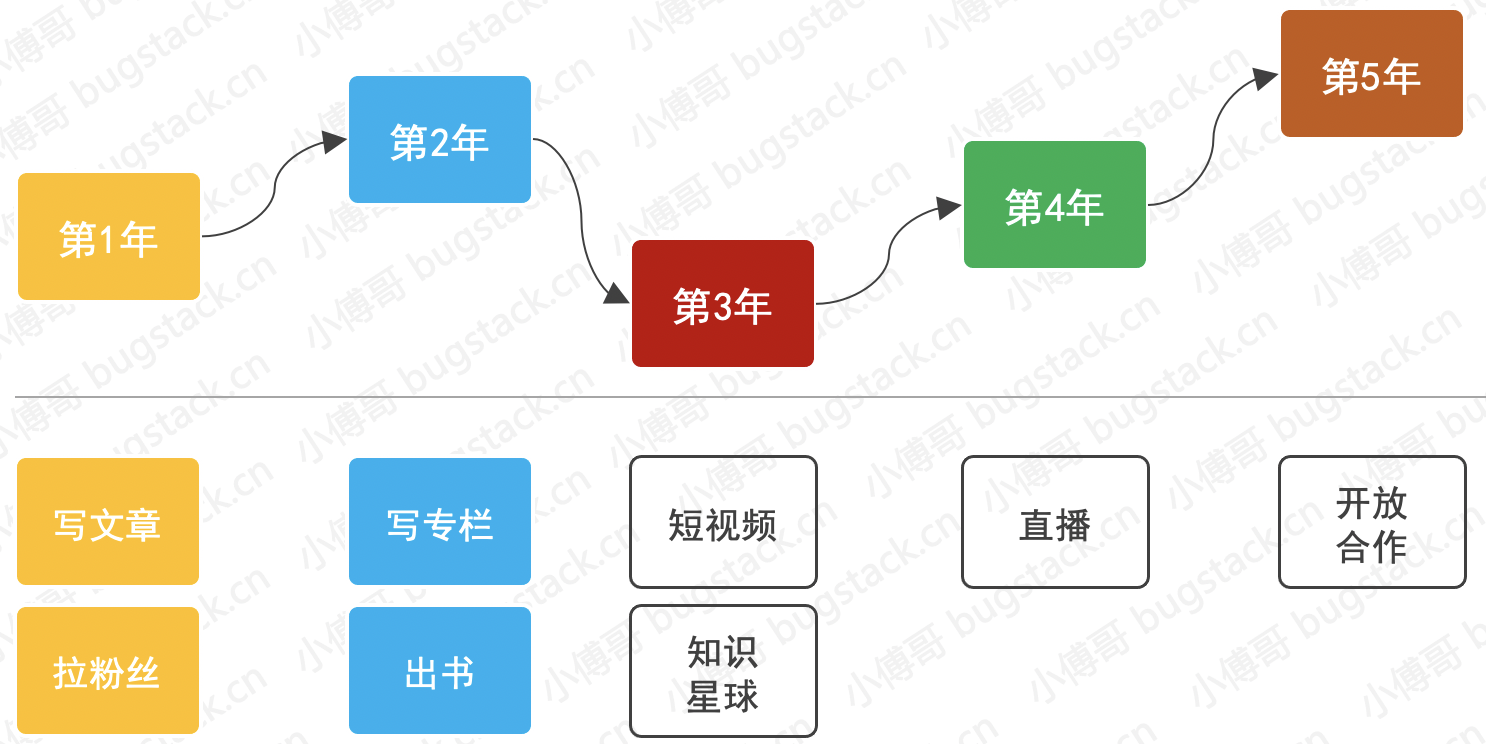 第1年
第2年
第3年
第4年
第5年
写文章
写专栏
短视频
直播
开放
合作
拉粉丝
出书
知识
星球
小傅哥 bugstack.cn